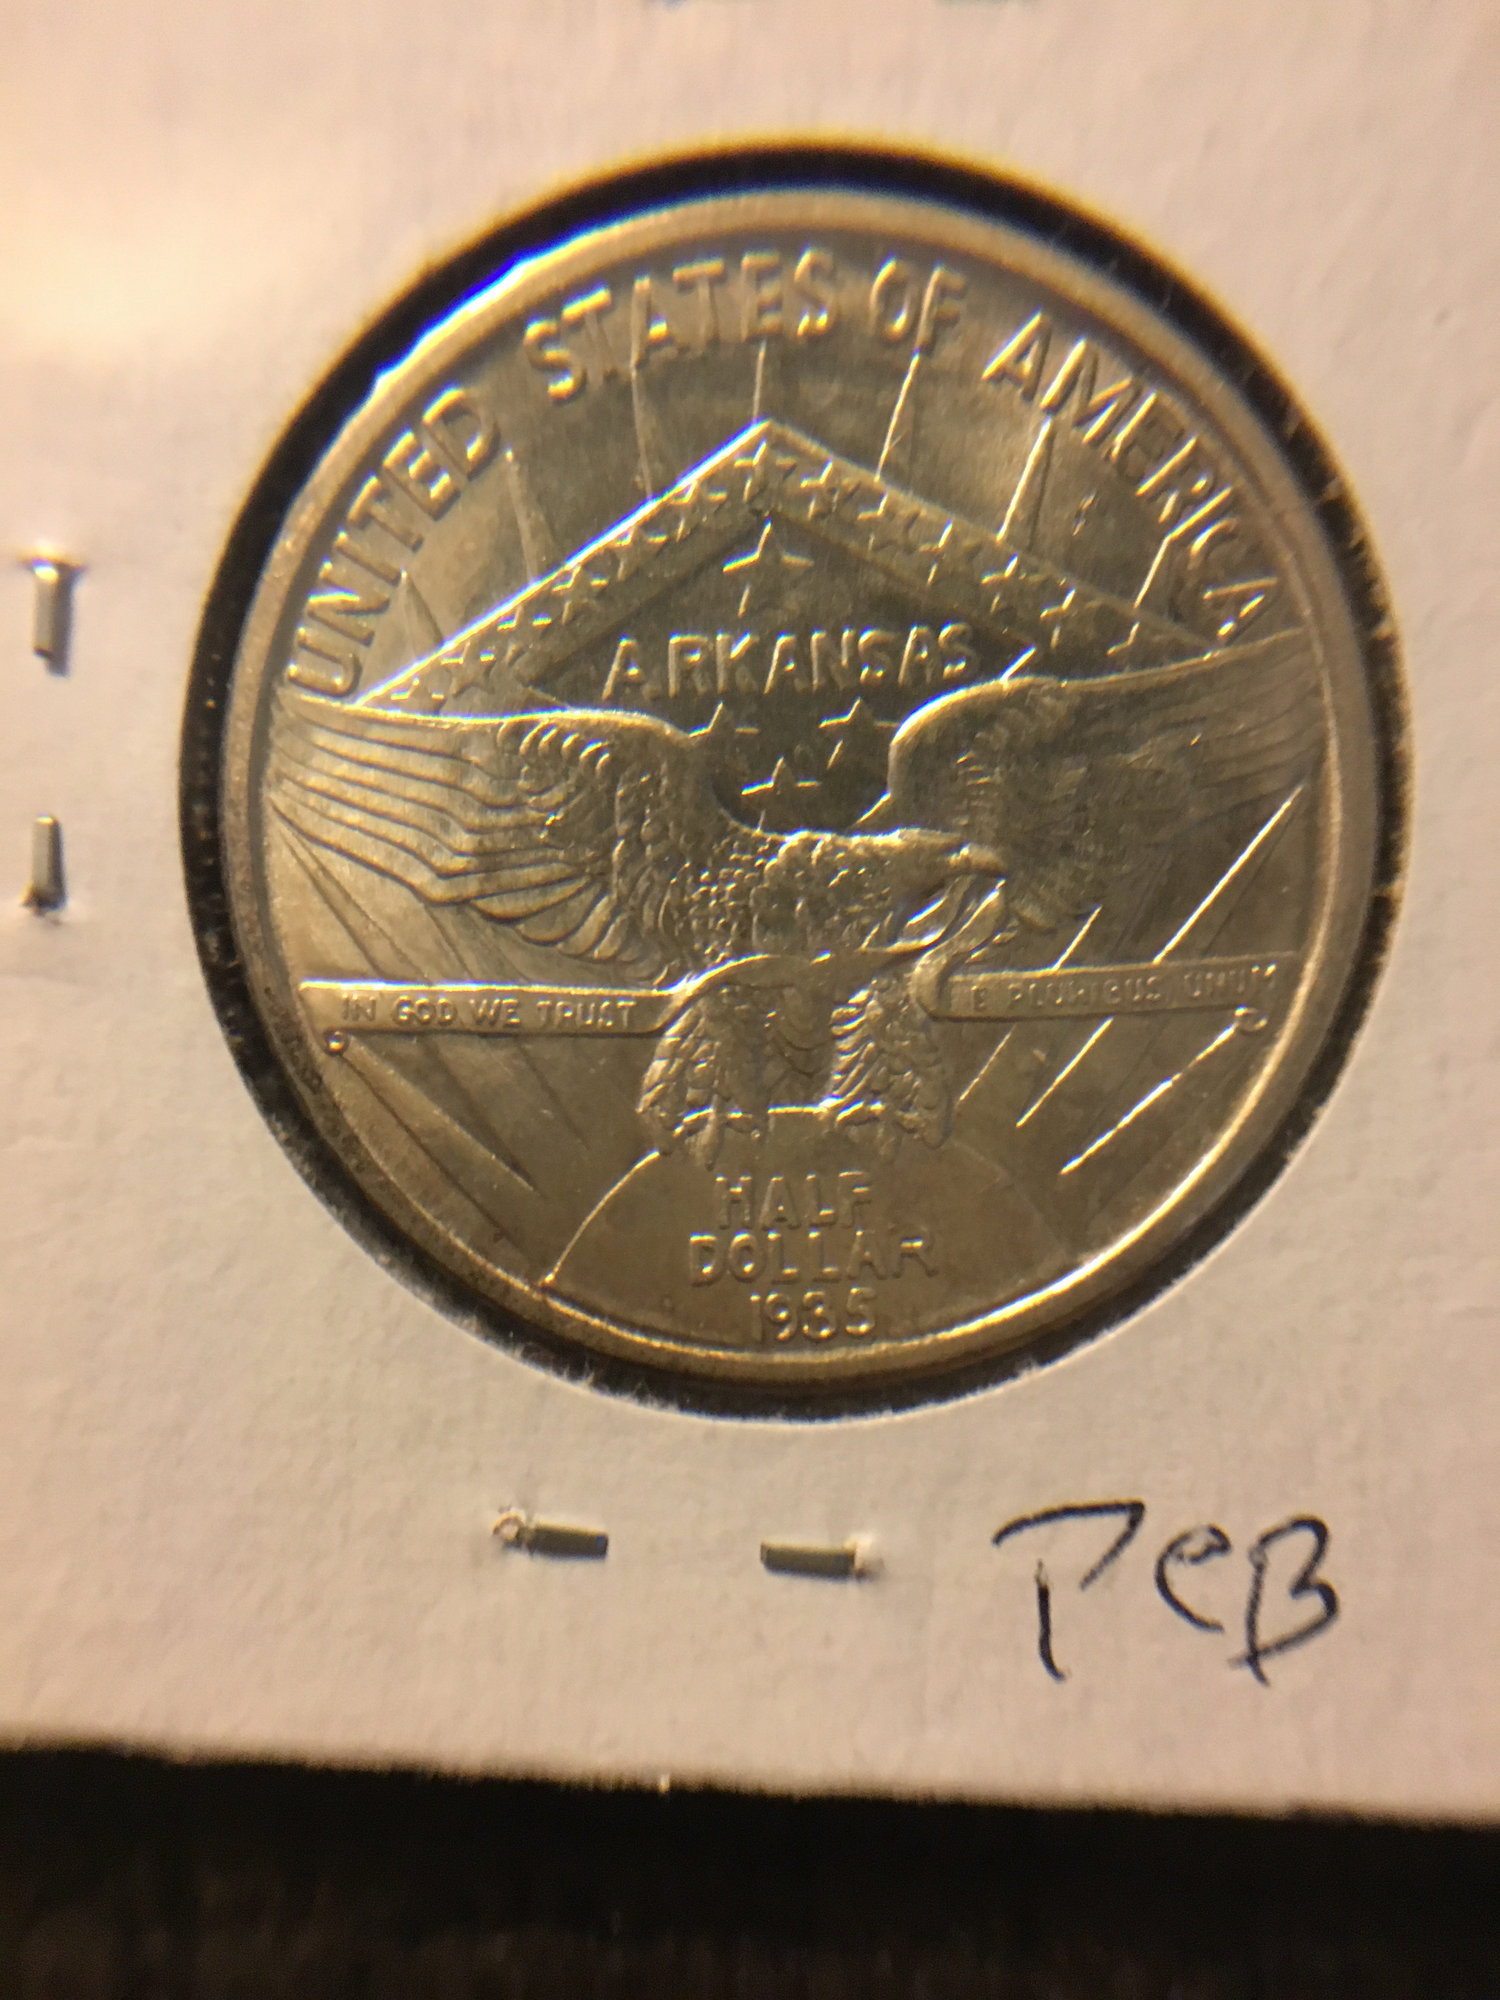 UNITED STATES OF AMERICA
ARKANSAS
IN GOD WE TRUST E PLURIBUS UNUM
HALF
DOLLAR
1935
PCB